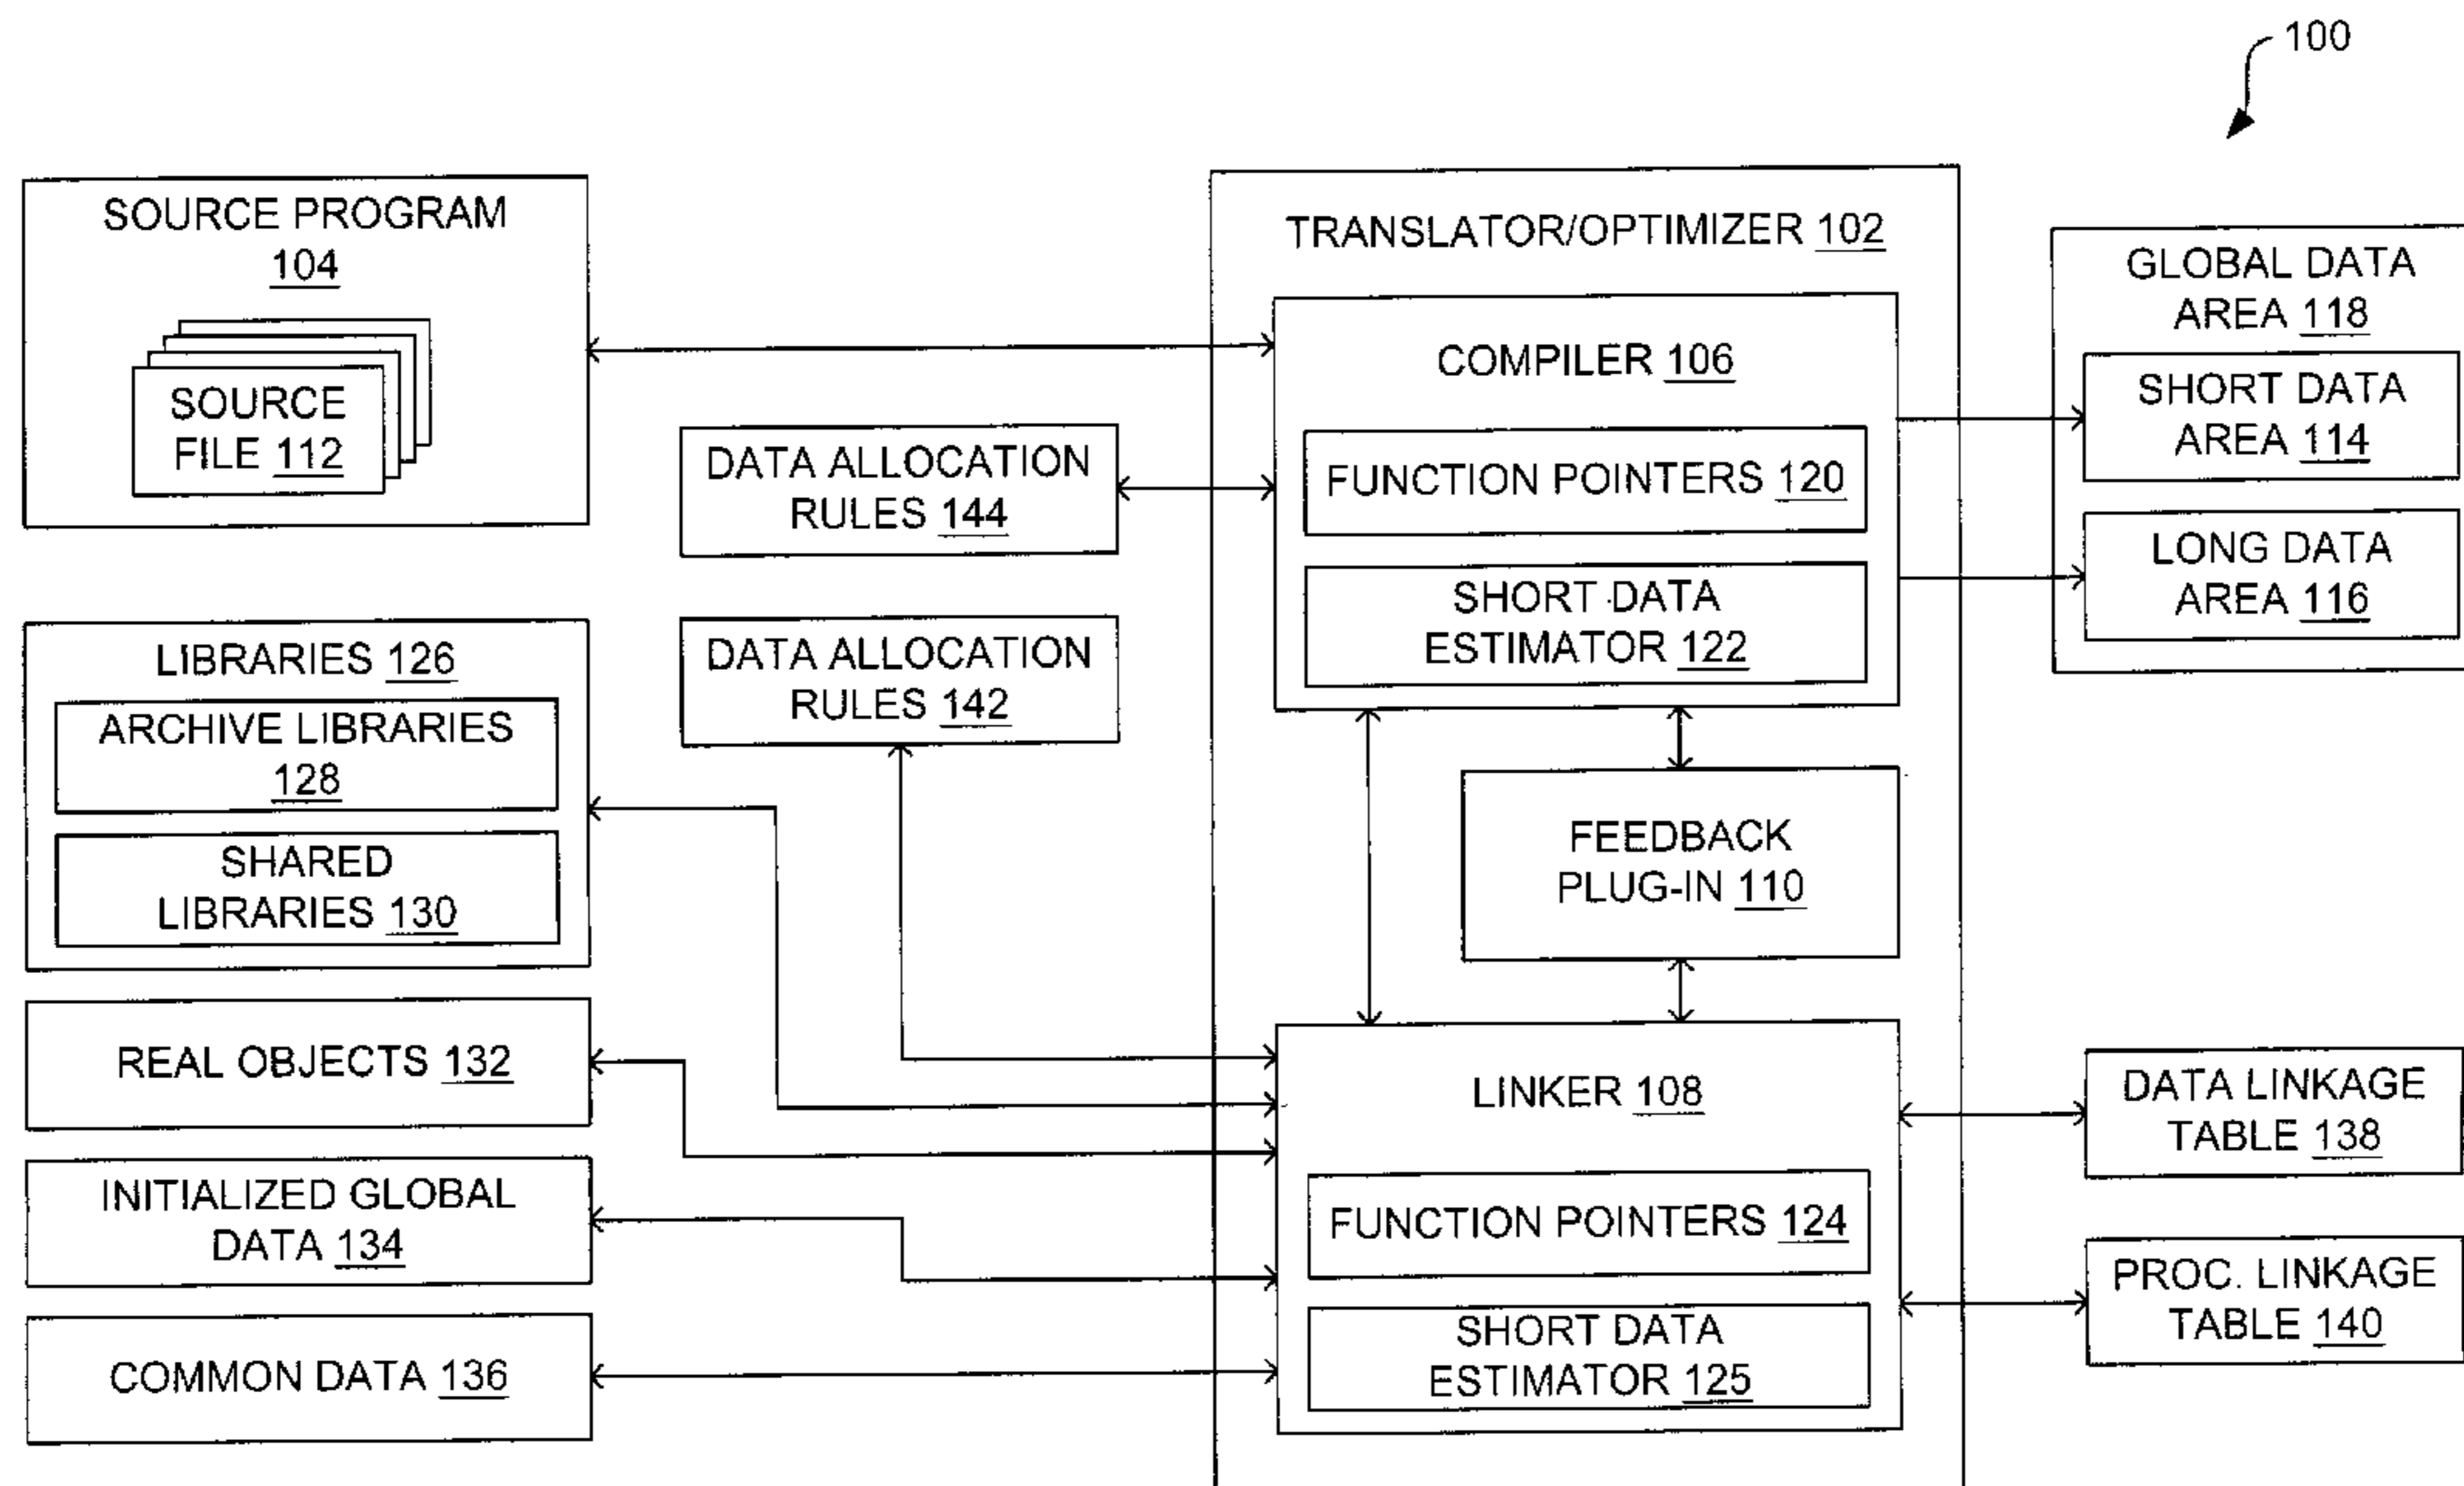 100
SOURCE PROGRAM
104
SOURCE
FILE 112
LIBRARIES 126
ARCHIVE LIBRARIES
128
SHARED
LIBRARIES 130
REAL OBJECTS 132
INITIALIZED GLOBAL
DATA 134
COMMON DATA 136
DATA ALLOCATION
RULES 144
DATA ALLOCATION
RULES 142
TRANSLATOR/OPTIMIZER 102
COMPILER 106
FUNCTION POINTERS 120
SHORT DATA
ESTIMATOR 122
FEEDBACK
PLUG-IN 110
LINKER 108
FUNCTION POINTERS 124
SHORT DATA
ESTIMATOR 125
GLOBAL DATA
AREA 118
SHORT DATA
AREA 114
LONG DATA
AREA 116
DATA LINKAGE
TABLE 138
PROC. LINKAGE
TABLE 140